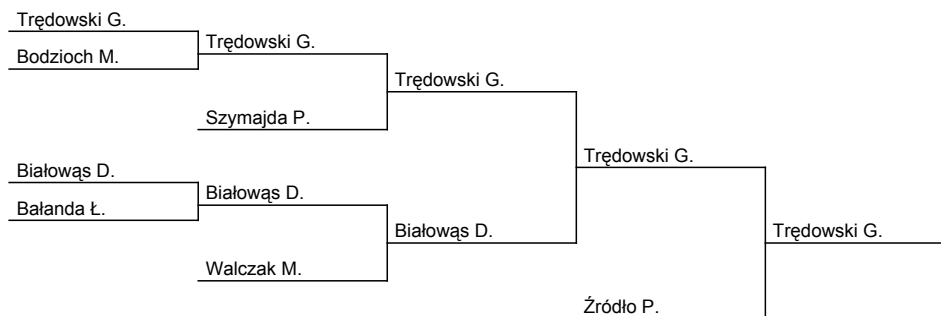 Trędowski G.
Bodzioch M.
Trędowski G.
Szymajda P.
Trędowski G.
Białowąs D.
Bałanda Ł.
Białowąs D.
Walczak M.
Białowąs D.
Trędowski G.
Źródło P.
Trędowski G.